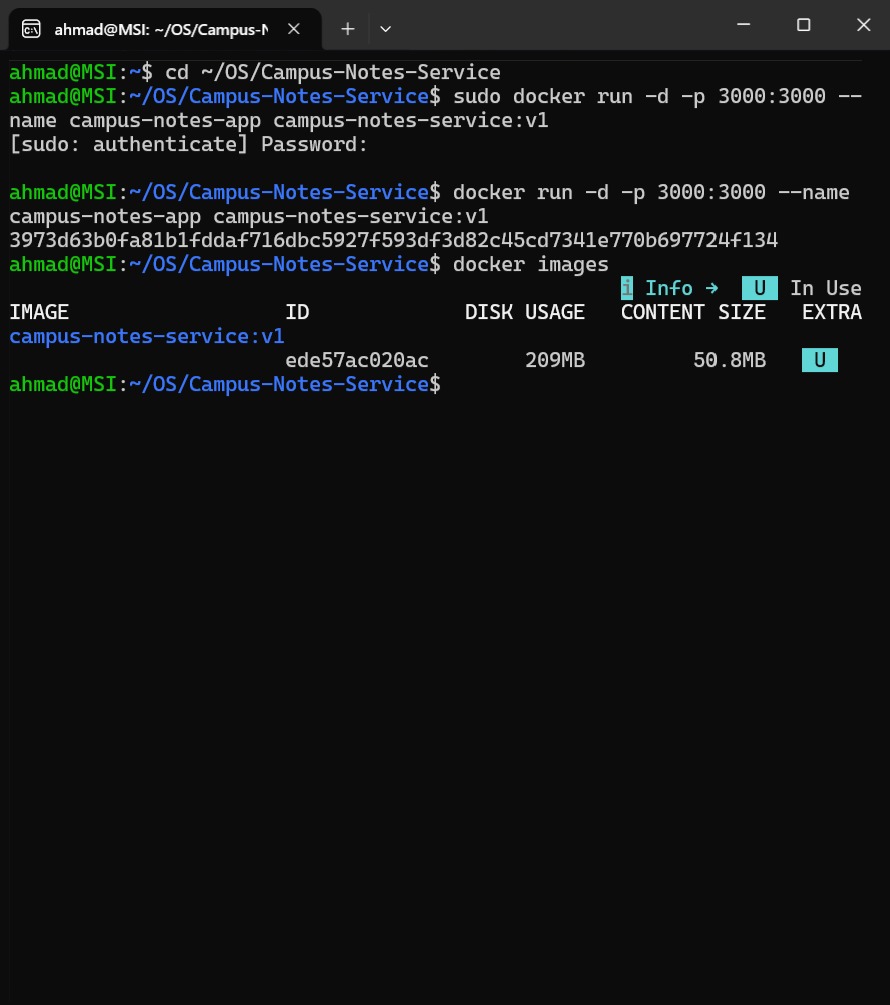 ahmad@MSI: ~/OS/Campus-N
ahmad@MSI:~$ cd ~/OS/Campus-Notes-Service
ahmad@MSI:~/OS/Campus-Notes-Service$ sudo docker run -d -p 3000:3000 --
name campus-notes-app campus-notes-service:v1
[sudo: authenticate] Password:
ahmad@MSI:~/OS/Campus-Notes-Service$ docker run -d -p 3000:3000 --name
campus-notes-app campus-notes-service:v1
3973d63b0fa81b1fddaf716dbc5927f593df3d82c45cd7341e770b697724f134
ahmad@MSI:~/OS/Campus-Notes-Service$ docker images
i Info → U In Use
IMAGE ID DISK USAGE CONTENT SIZE EXTRA
campus-notes-service:v1
ede57ac020ac 209MB 50.8MB U
ahmad@MSI:~/OS/Campus-Notes-Service$